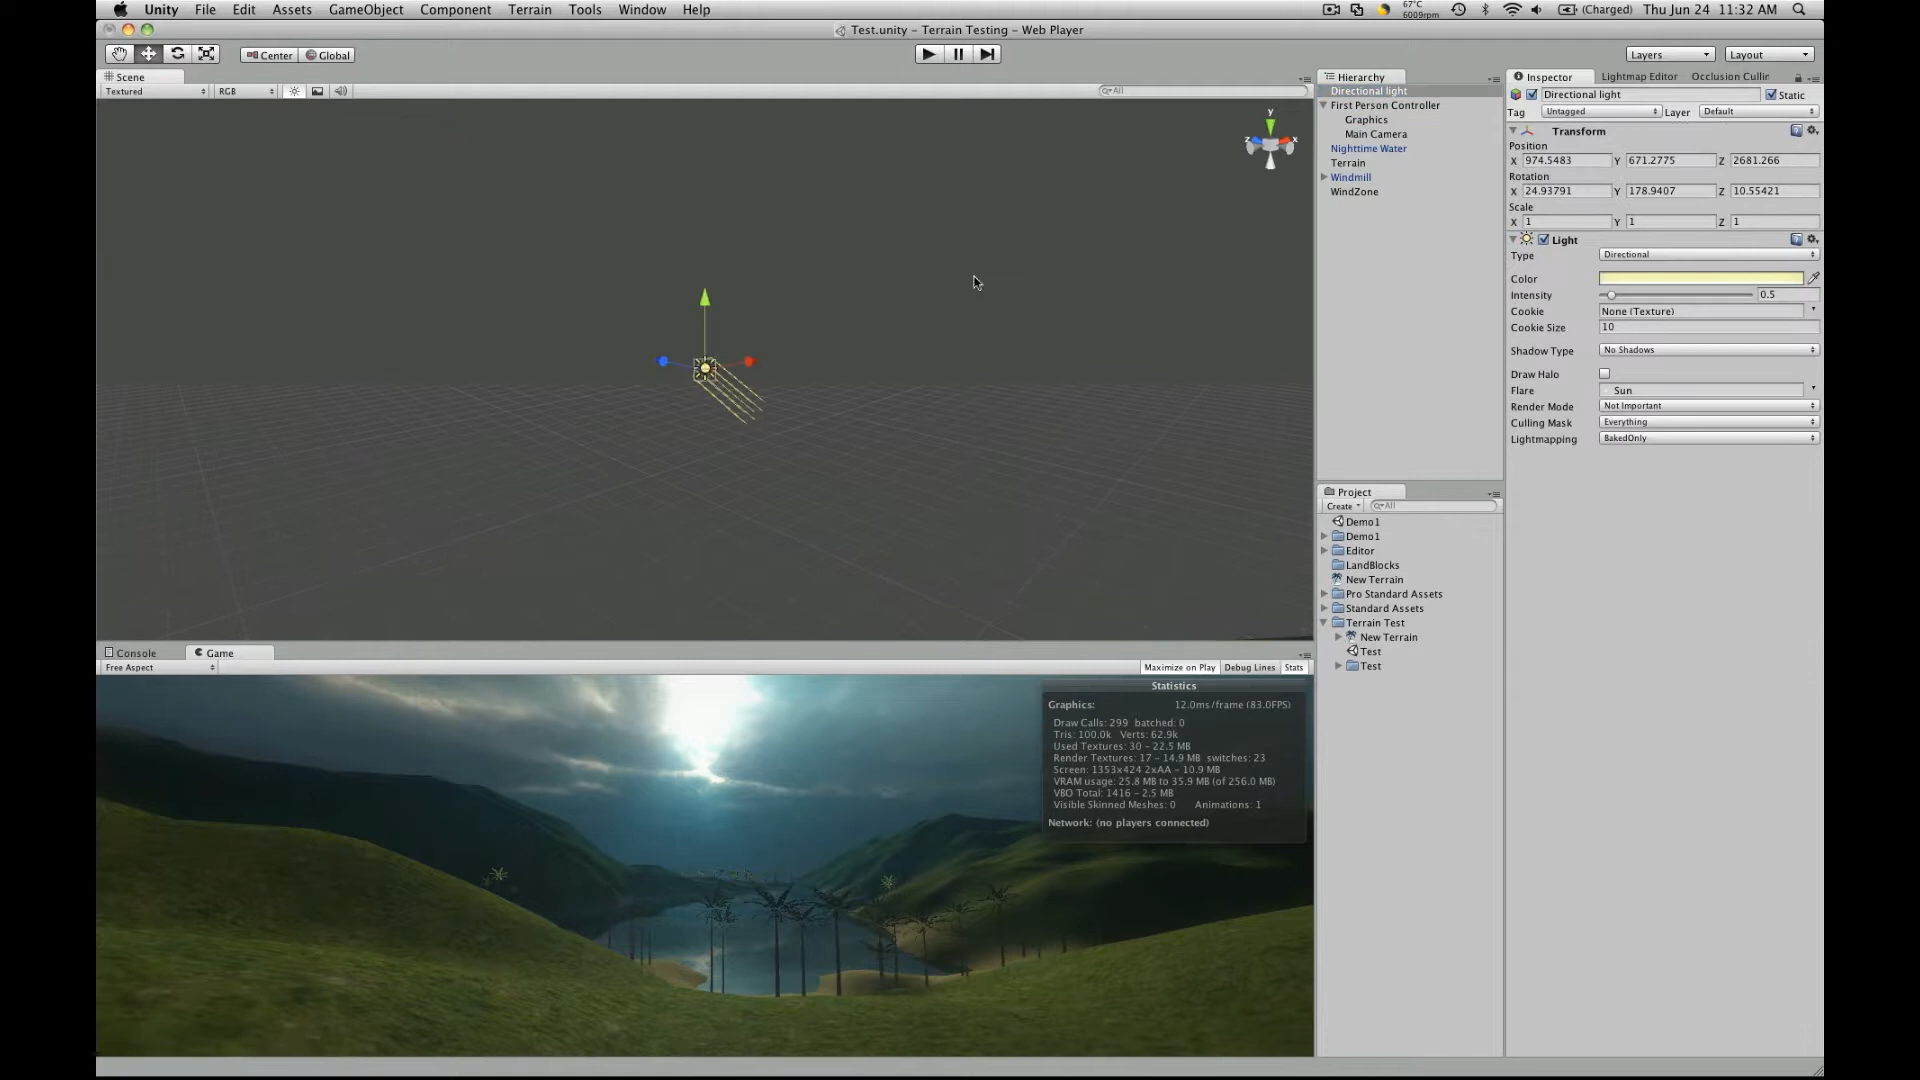 Unity File Edit Assets GameObject Component Terrain Tools Window Help
67°C
6009rpm
(Charged) Thu Jun 24 11:32 AM
Test.unity - Terrain Testing - Web Player
Center Global
Layers Layout
Scene
Textured RGB
All
y
z x
Hierarchy
Directional light
First Person Controller
Graphics
Main Camera
Nighttime Water
Terrain
Windmill
WindZone
Project
Create All
Demo1
Demo1
Editor
LandBlocks
New Terrain
Pro Standard Assets
Standard Assets
Terrain Test
New Terrain
Test
Test
Inspector Lightmap Editor Occlusion Cullin
Directional light Static
Tag Untagged Layer Default
Transform
Position
X 974.5483 Y 671.2775 Z 2681.266
Rotation
X 24.93791 Y 178.9407 Z 10.55421
Scale
X 1 Y 1 Z 1
Light
Type Directional
Color
Intensity 0.5
Cookie None (Texture)
Cookie Size 10
Shadow Type No Shadows
Draw Halo
Flare Sun
Render Mode Not Important
Culling Mask Everything
Lightmapping BakedOnly
Console Game
Free Aspect Maximize on Play Debug Lines Stats
Statistics
Graphics: 12.0ms/frame (83.0FPS)
Draw Calls: 299 batched: 0
Tris: 100.0k Verts: 62.9k
Used Textures: 30 - 22.5 MB
Render Textures: 17 - 14.9 MB switches: 23
Screen: 1353x424 2xAA - 10.9 MB
VRAM usage: 25.8 MB to 35.9 MB (of 256.0 MB)
VBO Total: 1416 - 2.5 MB
Visible Skinned Meshes: 0 Animations: 1
Network: (no players connected)